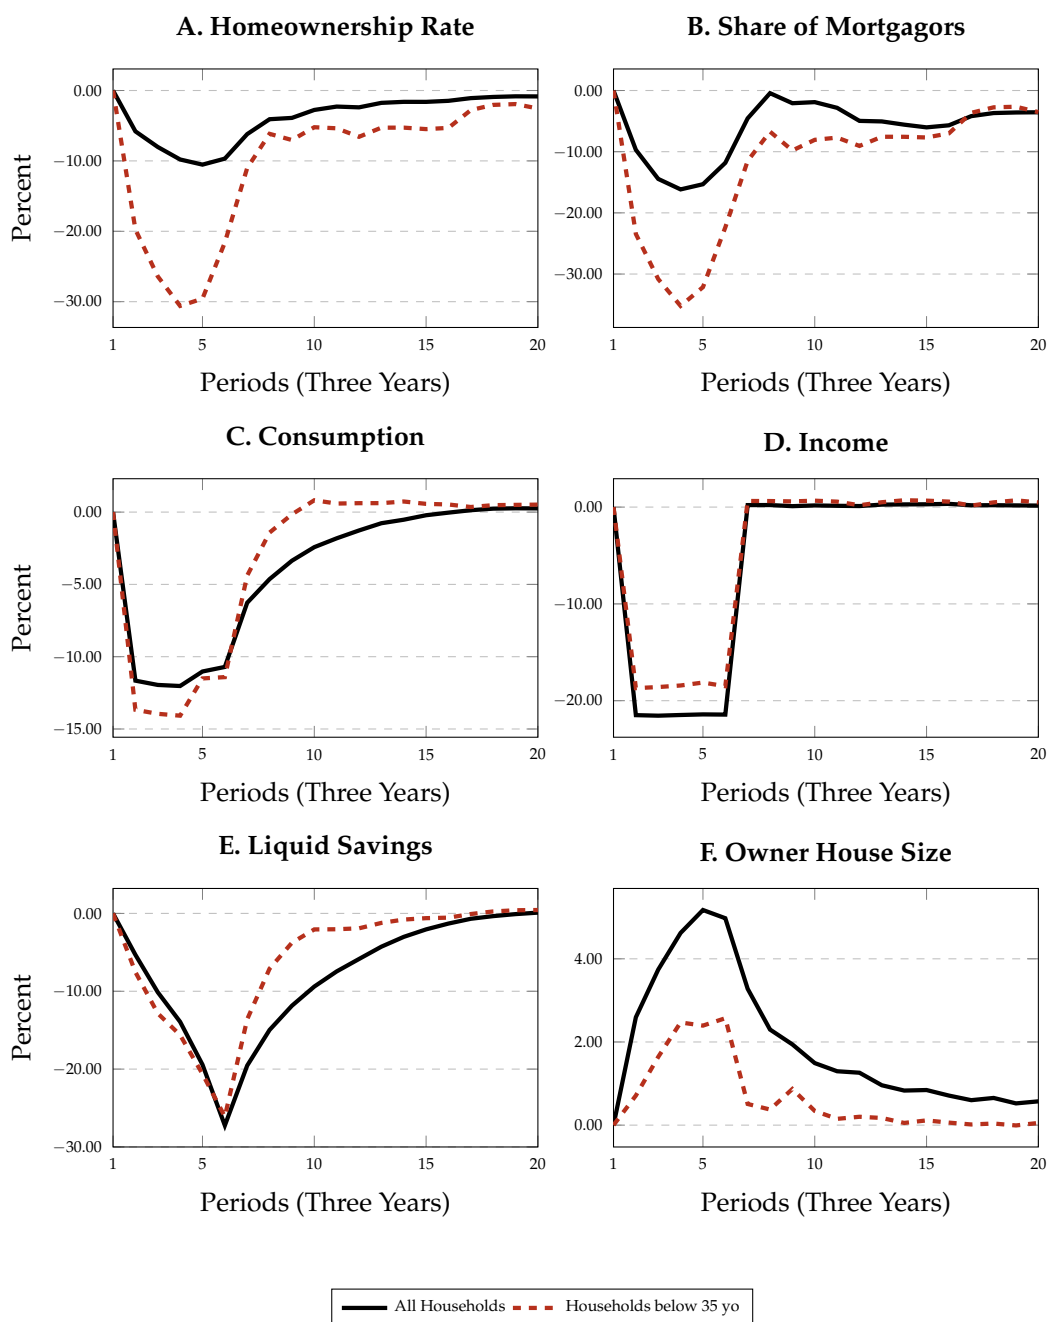 A. Homeownership Rate
0.00
−10.00
−20.00
−30.00
Percent
1 5 10 15 20
Periods (Three Years)
B. Share of Mortgagors
0.00
−10.00
−20.00
−30.00
1 5 10 15 20
Periods (Three Years)
C. Consumption
0.00
−5.00
−10.00
−15.00
Percent
1 5 10 15 20
Periods (Three Years)
D. Income
0.00
−10.00
−20.00
1 5 10 15 20
Periods (Three Years)
E. Liquid Savings
0.00
−10.00
−20.00
−30.00
Percent
1 5 10 15 20
Periods (Three Years)
F. Owner House Size
4.00
2.00
0.00
1 5 10 15 20
Periods (Three Years)
All Households Households below 35 yo